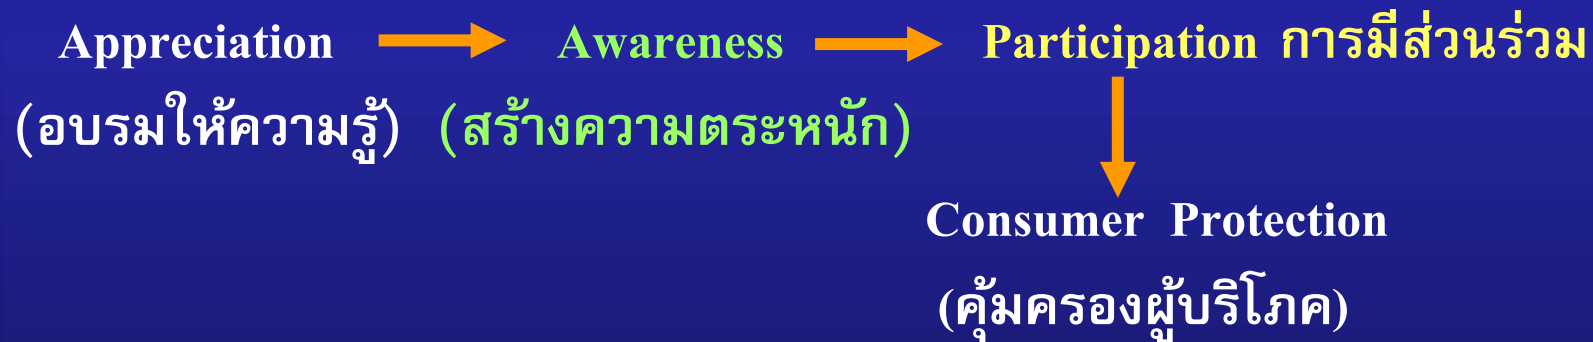 Appreciation Awareness Participation การมีส่วนร่วม
(อบรมให้ความรู้) (สร้างความตระหนัก)
Consumer Protection
(คุ้มครองผู้บริโภค)